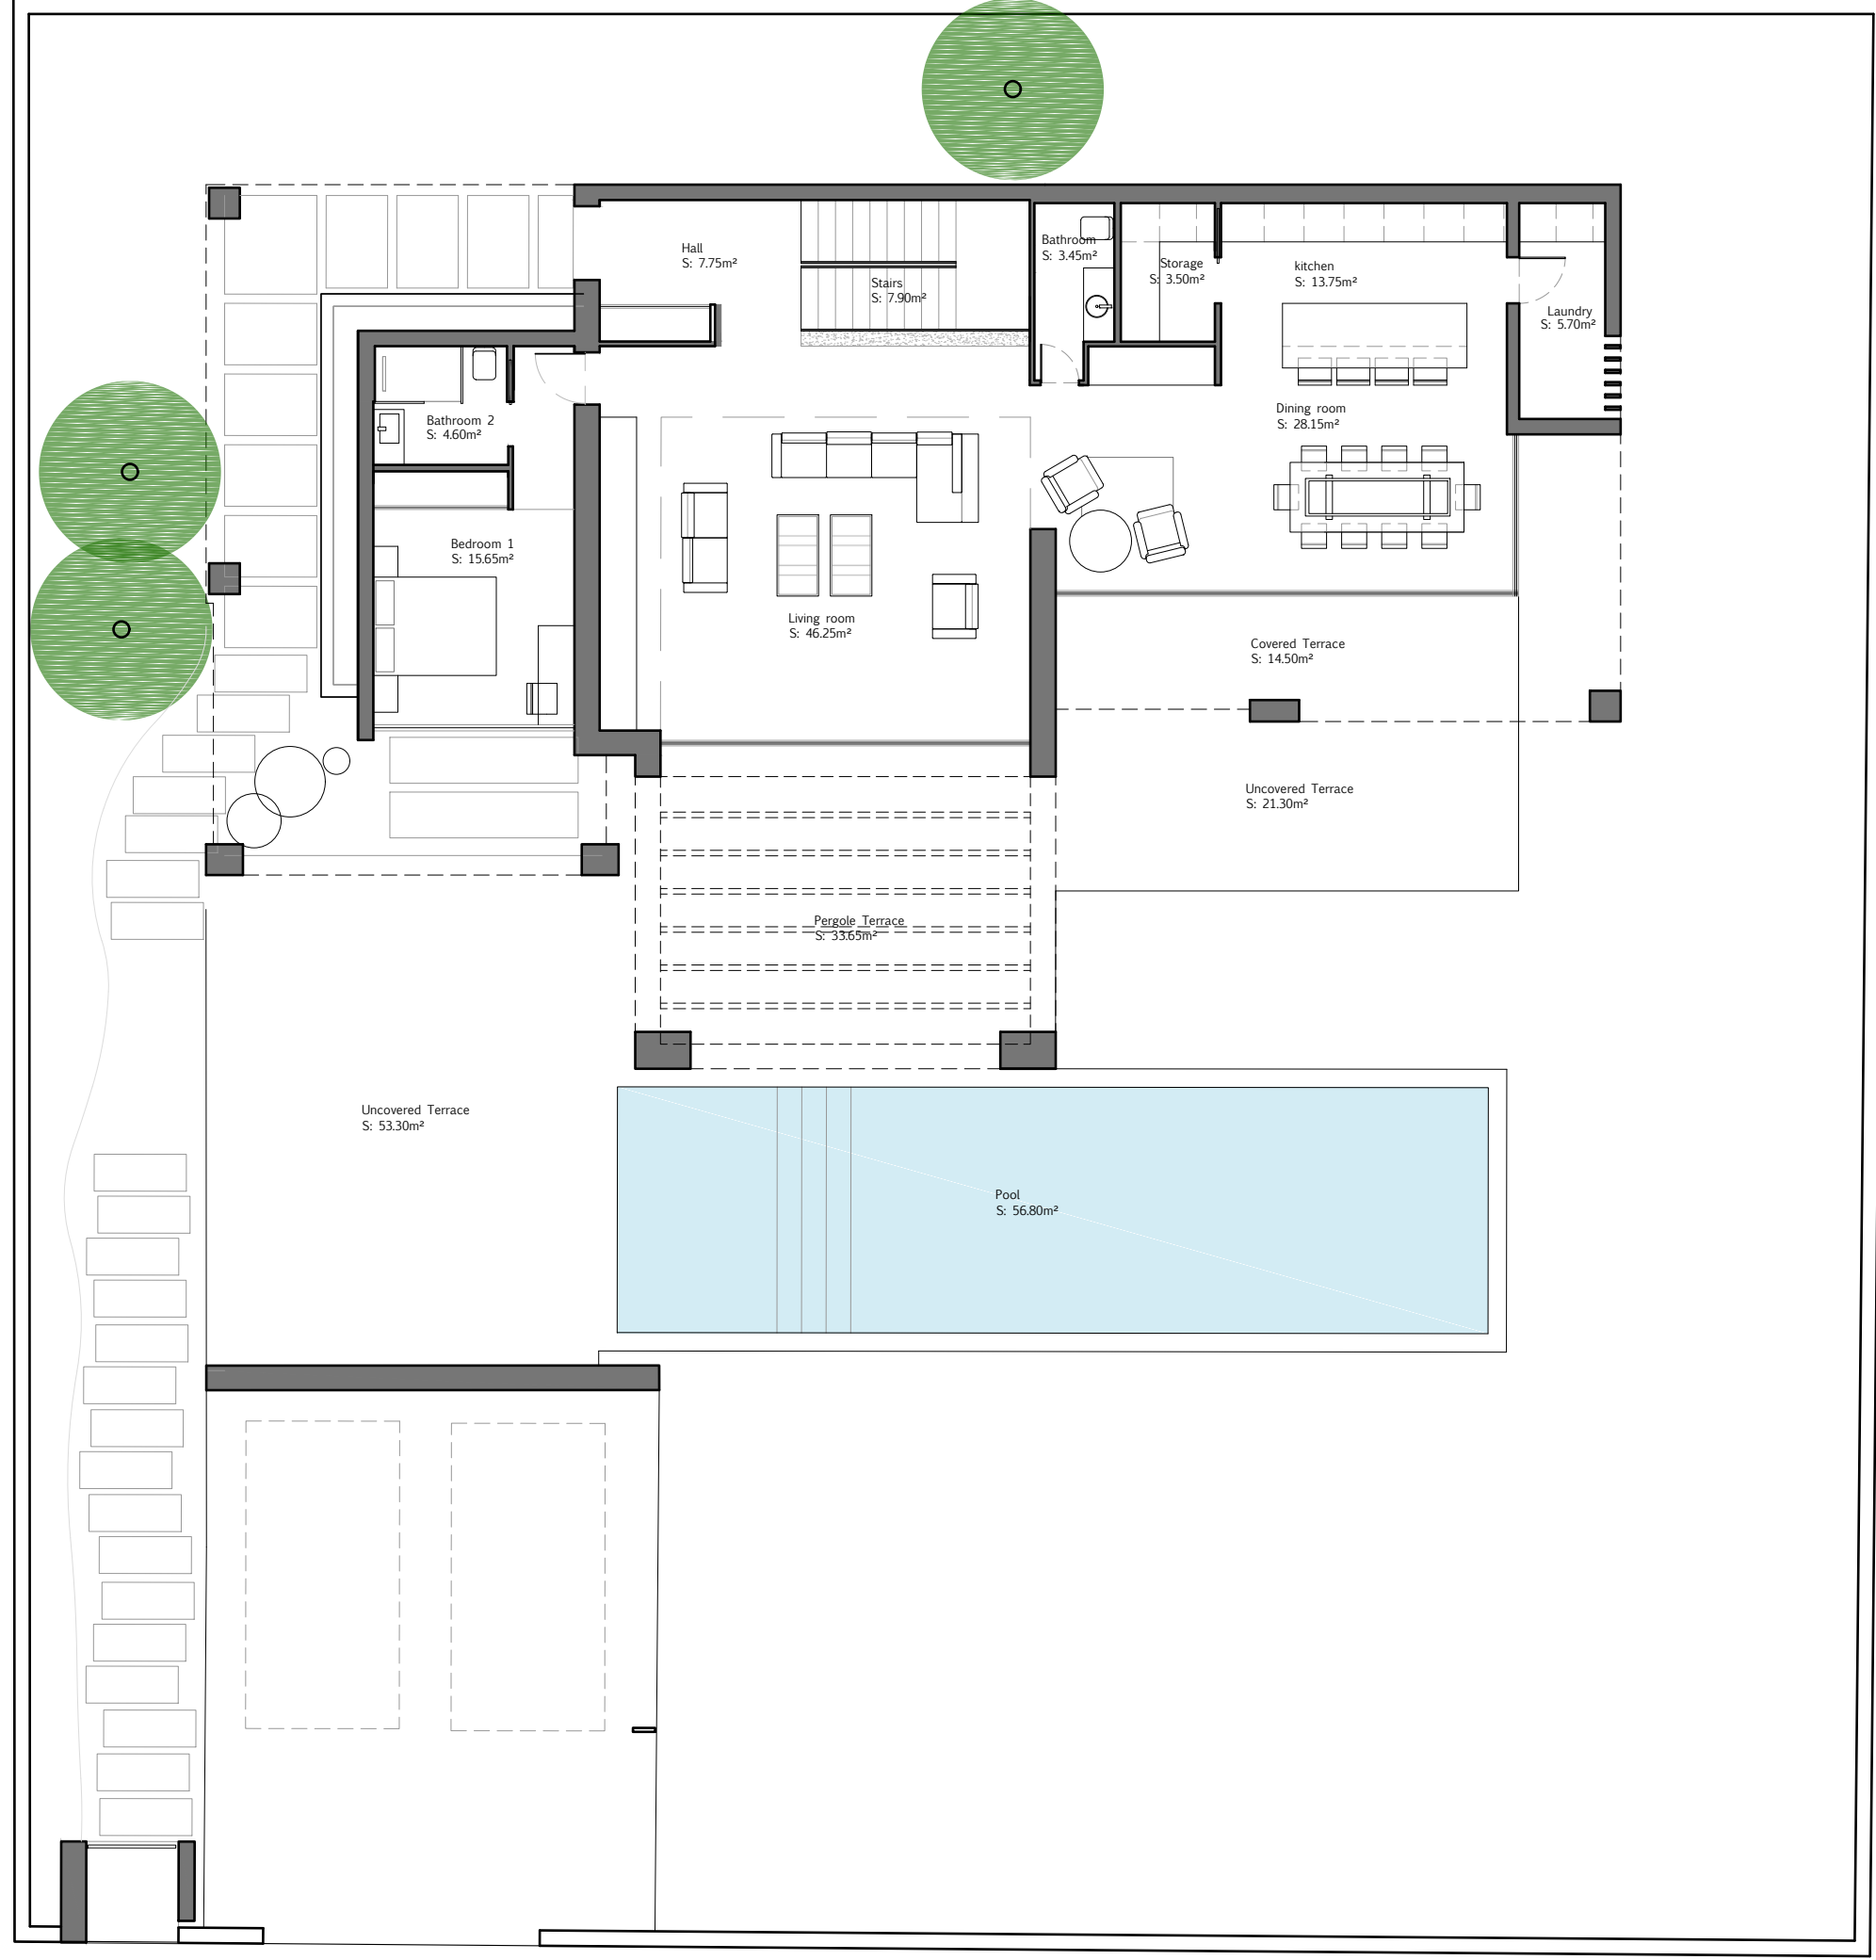 Hall
S: 7.75m²
Stairs
S: 7.90m²
Bathroom
S: 3.45m²
Storage
S: 3.50m²
kitchen
S: 13.75m²
Laundry
S: 5.70m²
Bathroom 2
S: 4.60m²
Dining room
S: 28.15m²
Bedroom 1
S: 15.65m²
Living room
S: 46.25m²
Covered Terrace
S: 14.50m²
Uncovered Terrace
S: 21.30m²
Pergole Terrace
S: 33.65m²
Uncovered Terrace
S: 53.30m²
Pool
S: 56.80m²